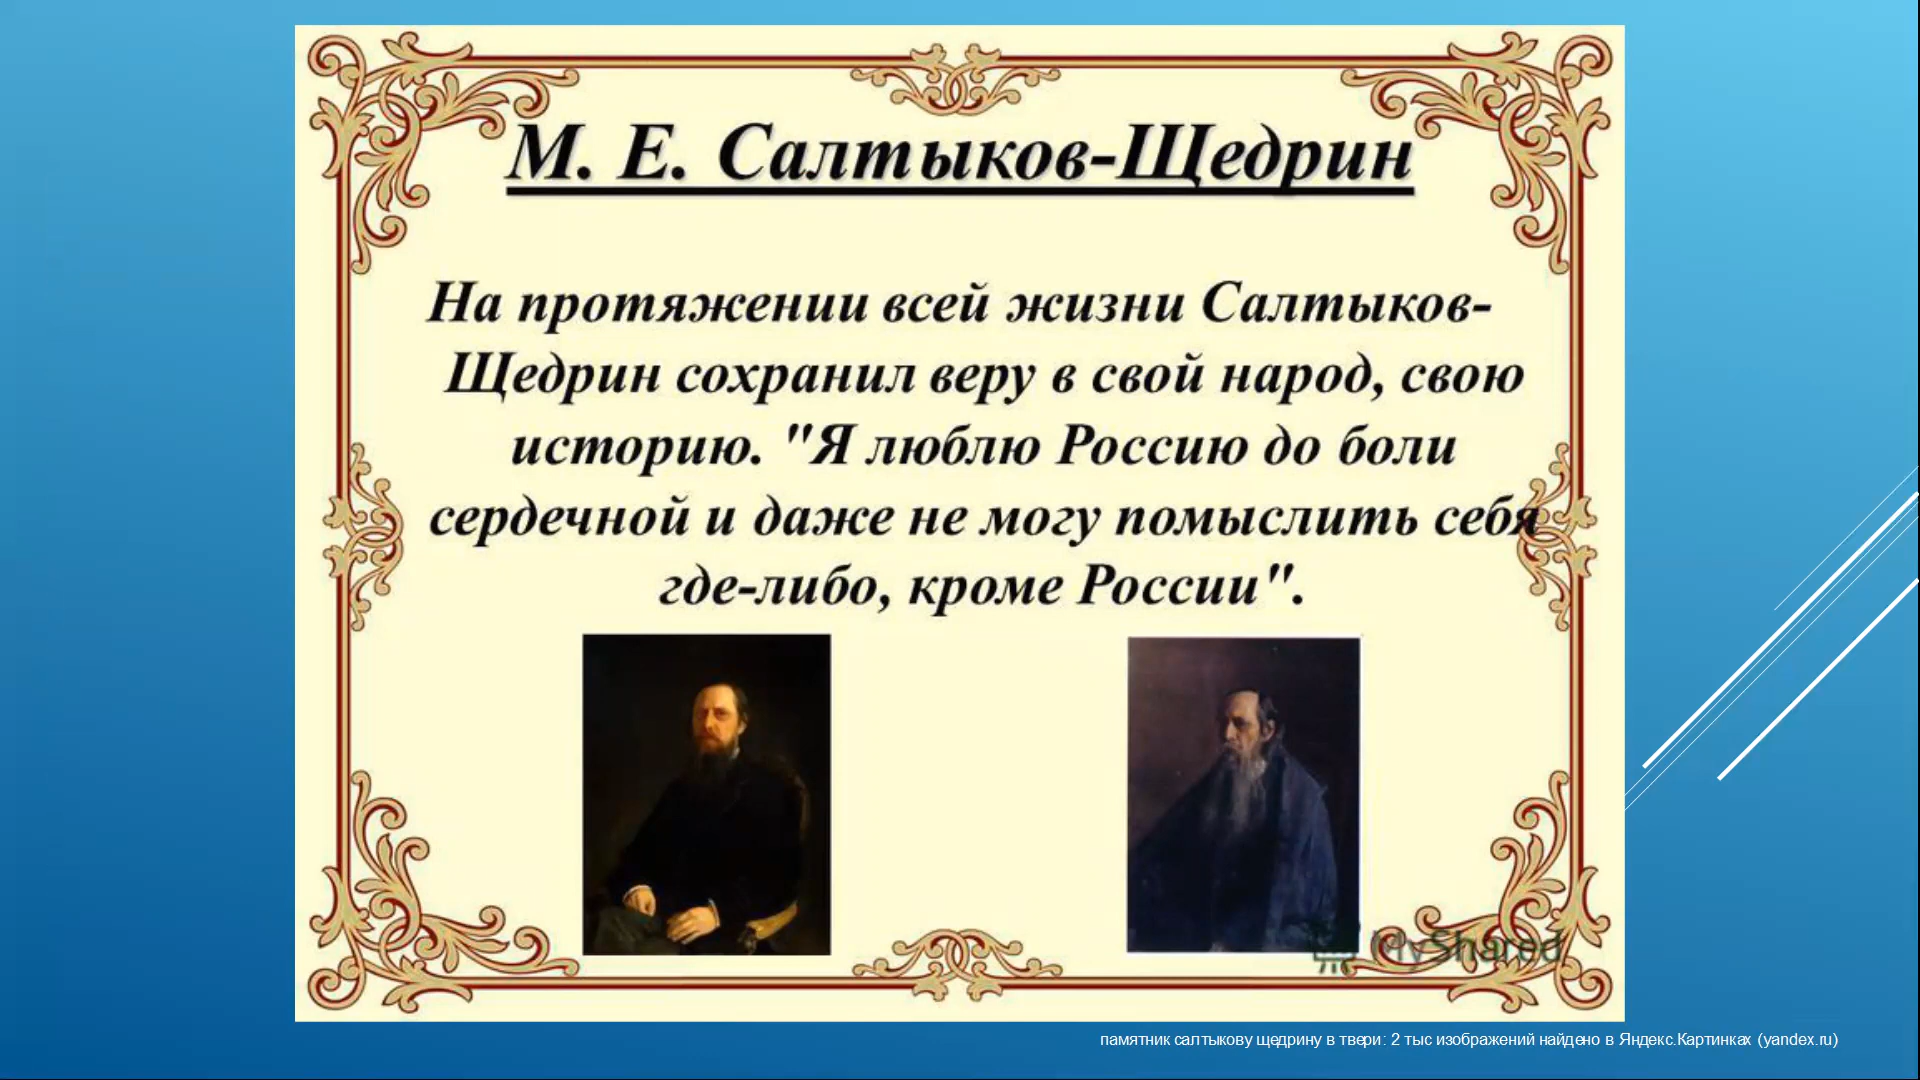 М. Е. Салтыков-Щедрин
На протяжении всей жизни Салтыков-
Щедрин сохранил веру в свой народ, свою
историю. "Я люблю Россию до боли
сердечной и даже не могу помыслить себя
где-либо, кроме России".
MyShared
памятник салтыкову щедрину в твери: 2 тыс изображений найдено в Яндекс.Картинках (yandex.ru)